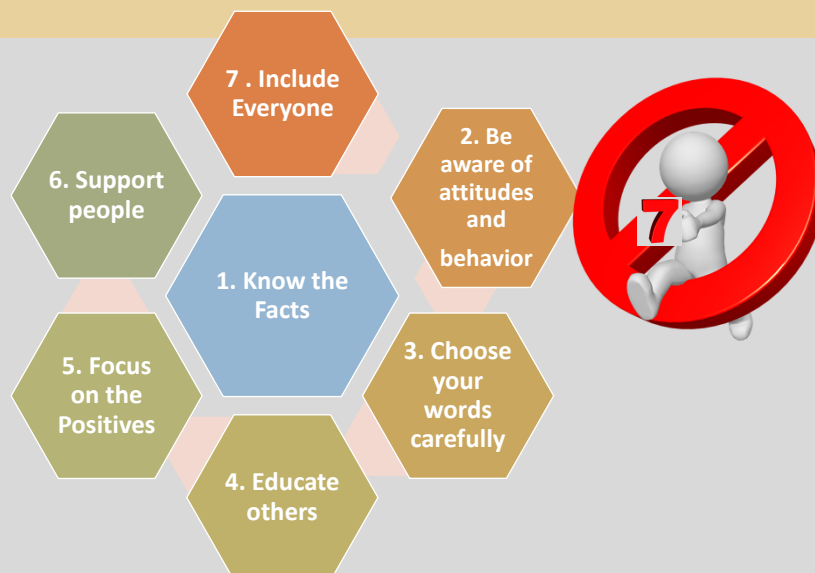 7 . Include
Everyone
2. Be
aware of
attitudes
and
behavior
6. Support
people
7
1. Know the
Facts
3. Choose
your
words
carefully
5. Focus
on the
Positives
4. Educate
others